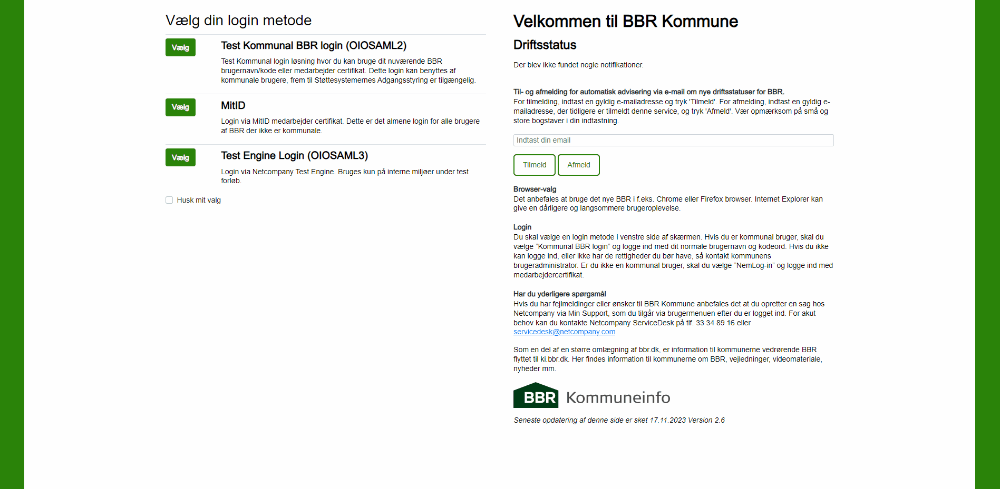 Vælg din login metode
Vælg
Test Kommunal BBR login (OIOSAML2)
Test Kommunal login løsning hvor du kan bruge dit nuværende BBR
brugernavn/kode eller medarbejder certifikat. Dette login kan benyttes af
kommunale brugere, frem til Støttesystemernes Adgangsstyring er tilgængelig.
Vælg
MitID
Login via MitID medarbejder certifikat. Dette er det almene login for alle brugere
af BBR der ikke er kommunale.
Vælg
Test Engine Login (OIOSAML3)
Login via Netcompany Test Engine. Bruges kun på interne miljøer under test
forløb.
Husk mit valg
Velkommen til BBR Kommune
Driftsstatus
Der blev ikke fundet nogle notifikationer.
Til- og afmelding for automatisk advisering via e-mail om nye driftsstatuser for BBR.
For tilmelding, indtast en gyldig e-mailadresse og tryk 'Tilmeld'. For afmelding, indtast en gyldig e-
mailadresse, der tidligere er tilmeldt denne service, og tryk 'Afmeld'. Vær opmærksom på små og
store bogstaver i din indtastning.
Indtast din email
Tilmeld
Afmeld
Browser-valg
Det anbefales at bruge det nye BBR i f.eks. Chrome eller Firefox browser. Internet Explorer kan
give en dårligere og langsommere brugeroplevelse.
Login
Du skal vælge en login metode i venstre side af skærmen. Hvis du er kommunal bruger, skal du
vælge ”Kommunal BBR login” og logge ind med dit normale brugernavn og kodeord. Hvis du ikke
kan logge ind, eller ikke har de rettigheder du bør have, så kontakt kommunens
brugeradministrator. Er du ikke en kommunal bruger, skal du vælge ”NemLog-in” og logge ind med
medarbejdercertifikat.
Har du yderligere spørgsmål
Hvis du har fejlmeldinger eller ønsker til BBR Kommune anbefales det at du opretter en sag hos
Netcompany via Min Support, som du tilgår via brugermenuen efter du er logget ind. For akut
behov kan du kontakte Netcompany ServiceDesk på tlf. 33 34 89 16 eller
servicedesk@netcompany.com
Som en del af en større omlægning af bbr.dk, er information til kommunerne vedrørende BBR
flyttet til ki.bbr.dk. Her findes information til kommunerne om BBR, vejledninger, videomateriale,
nyheder mm.
BBR Kommuneinfo
Seneste opdatering af denne side er sket 17.11.2023 Version 2.6